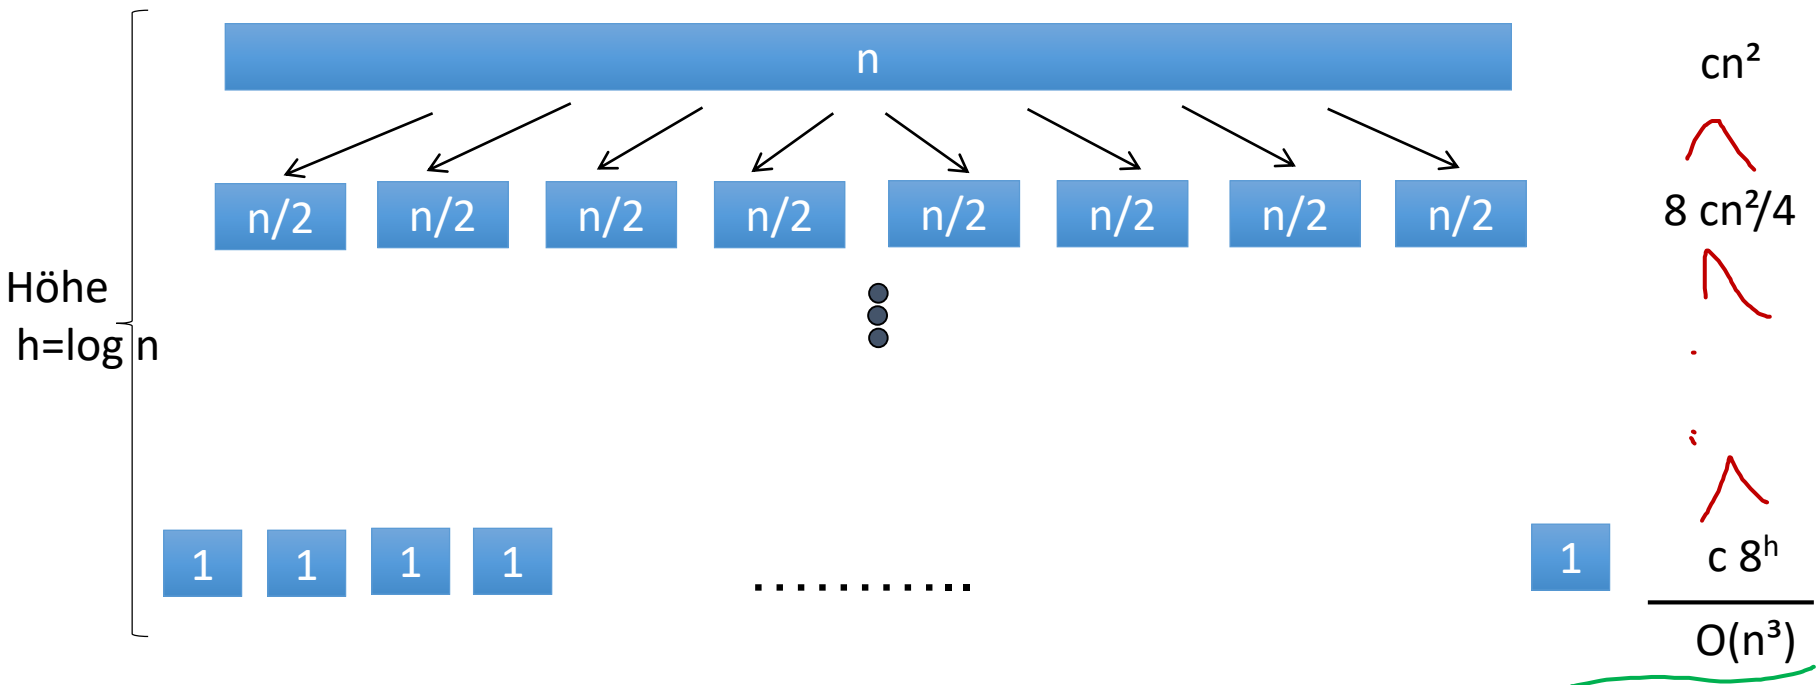 n
cn²
n/2 n/2 n/2 n/2 n/2 n/2 n/2 n/2
8 cn²/4
Höhe
h=log n
1 1 1 1 ........... 1
c 8ʰ
O(n³)